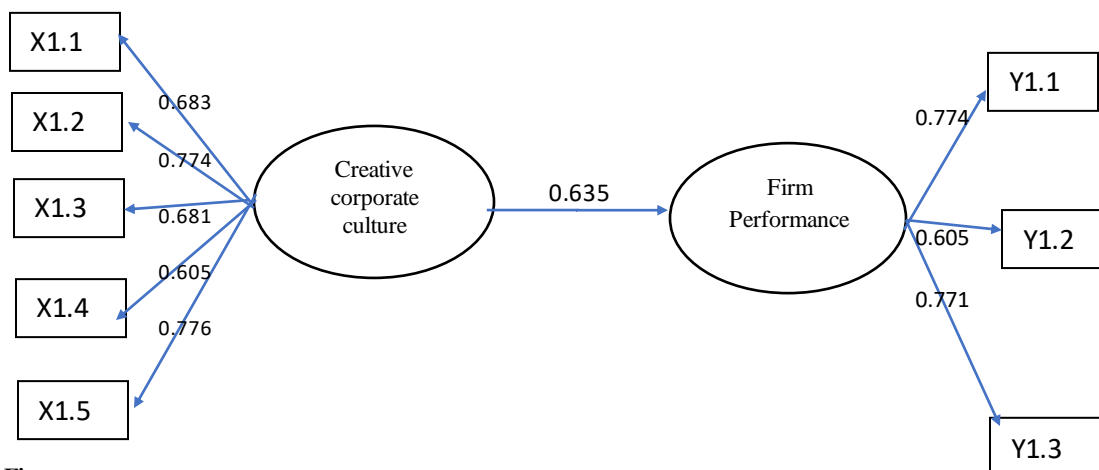 X1.1
X1.2
X1.3
X1.4
X1.5
0.683
0.774
0.681
0.605
0.776
Creative
corporate
culture
0.635
Firm
Performance
0.774
0.605
0.771
Y1.1
Y1.2
Y1.3